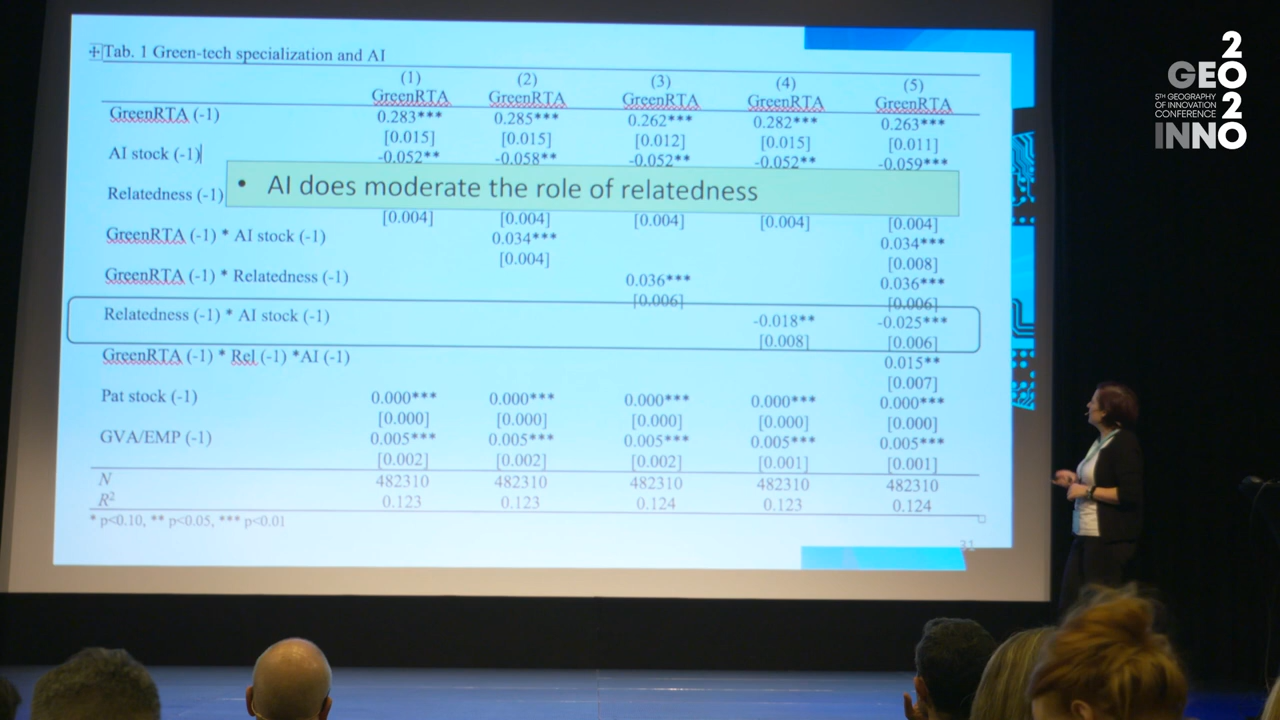 Tab. 1 Green-tech specialization and AI
(1) (2) (3) (4) (5)
GreenRTA GreenRTA GreenRTA GreenRTA GreenRTA
GreenRTA (-1) 0.283*** 0.285*** 0.262*** 0.282*** 0.263***
[0.015] [0.015] [0.012] [0.015] [0.011]
AI stock (-1) -0.052** -0.058** -0.052** -0.052** -0.059***
• AI does moderate the role of relatedness
Relatedness (-1)
[0.004] [0.004] [0.004] [0.004] [0.004]
GreenRTA (-1) * AI stock (-1) 0.034*** 0.034***
[0.004] [0.008]
GreenRTA (-1) * Relatedness (-1) 0.036*** 0.036***
[0.006] [0.006]
Relatedness (-1) * AI stock (-1) -0.018** -0.025***
[0.008] [0.006]
GreenRTA (-1) * Rel (-1) *AI (-1) 0.015**
[0.007]
Pat stock (-1) 0.000*** 0.000*** 0.000*** 0.000*** 0.000***
[0.000] [0.000] [0.000] [0.000] [0.000]
GVA/EMP (-1) 0.005*** 0.005*** 0.005*** 0.005*** 0.005***
[0.002] [0.002] [0.002] [0.001] [0.001]
N 482310 482310 482310 482310 482310
R² 0.123 0.123 0.124 0.123 0.124
* p<0.10, ** p<0.05, *** p<0.01
31
2
GEO
5TH GEOGRAPHY
OF INNOVATION
CONFERENCE
2
INNO